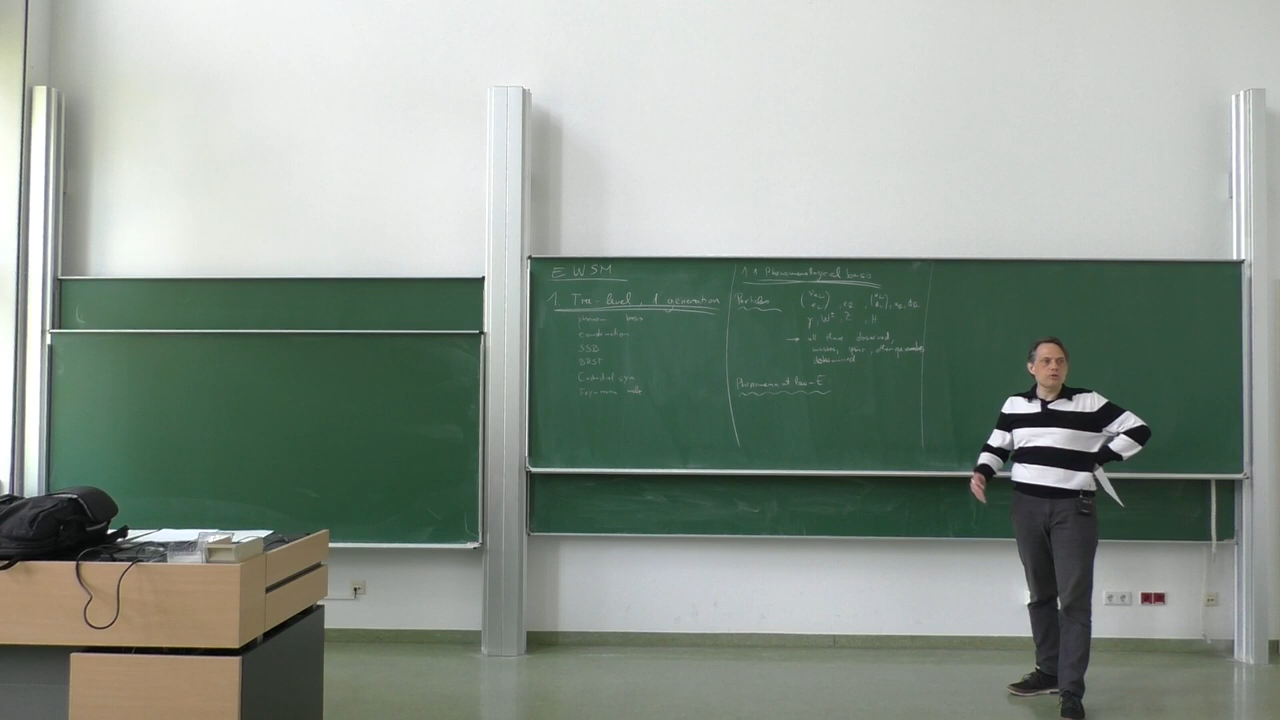 EWSM
1. Tree-level, 1 generation
phenom. basis
construction
SSB
BRST
Custodial sym
1.1 Phenomenological basis
Particles
γ, W±, Z, H
→ all these observed,
masses, spin, other properties
determined
Phenomena at low-E